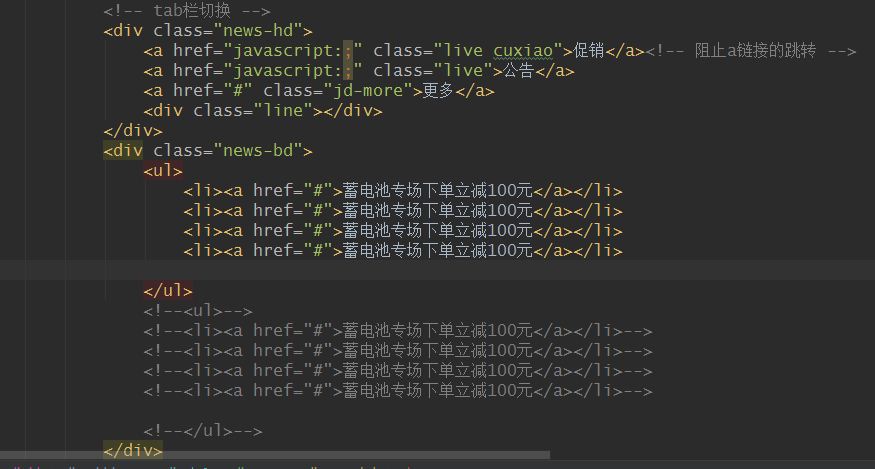 <!-- tab栏切换 -->
<div class="news-hd">
<a href="javascript:;" class="live cuxiao">促销</a><!-- 阻止a链接的跳转 -->
<a href="javascript:;" class="live">公告</a>
<a href="#" class="jd-more">更多</a>
<div class="line"></div>
</div>
<div class="news-bd">
<ul>
<li><a href="#">蓄电池专场下单立减100元</a></li>
<li><a href="#">蓄电池专场下单立减100元</a></li>
<li><a href="#">蓄电池专场下单立减100元</a></li>
<li><a href="#">蓄电池专场下单立减100元</a></li>
</ul>
<!--<ul>-->
<!--<li><a href="#">蓄电池专场下单立减100元</a></li>-->
<!--<li><a href="#">蓄电池专场下单立减100元</a></li>-->
<!--<li><a href="#">蓄电池专场下单立减100元</a></li>-->
<!--<li><a href="#">蓄电池专场下单立减100元</a></li>-->
<!--</ul>-->
</div>